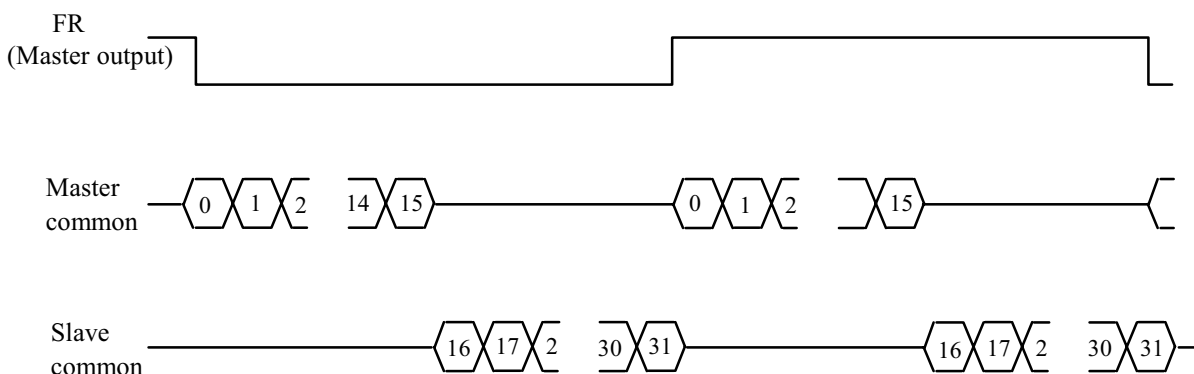 FR
(Master output)
Master
common
0 1 2 14 15 0 1 2 15
Slave
common
16 17 2 30 31 16 17 2 30 31